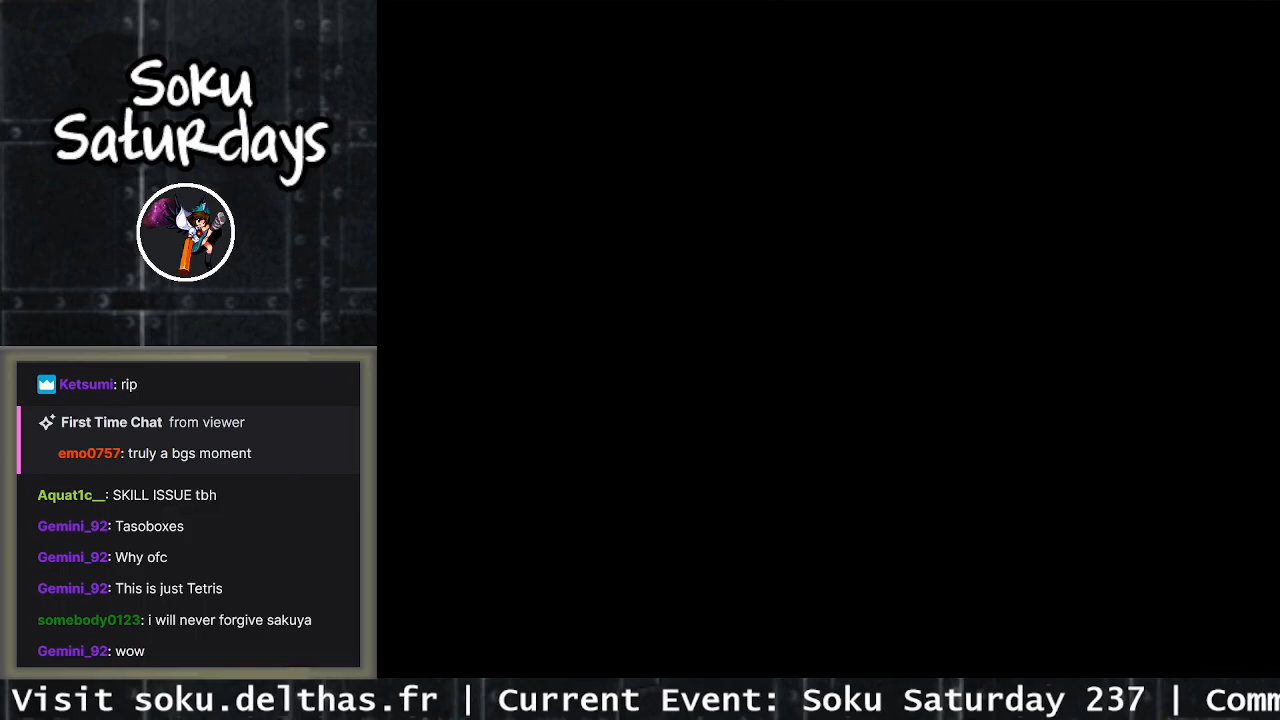 Soku
Saturdays
Ketsumi: rip
First Time Chat from viewer
emo0757: truly a bgs moment
Aquat1c__: SKILL ISSUE tbh
Gemini_92: Tasoboxes
Gemini_92: Why ofc
Gemini_92: This is just Tetris
somebody0123: i will never forgive sakuya
Gemini_92: wow
Visit soku.delthas.fr | Current Event: Soku Saturday 237 | Comm